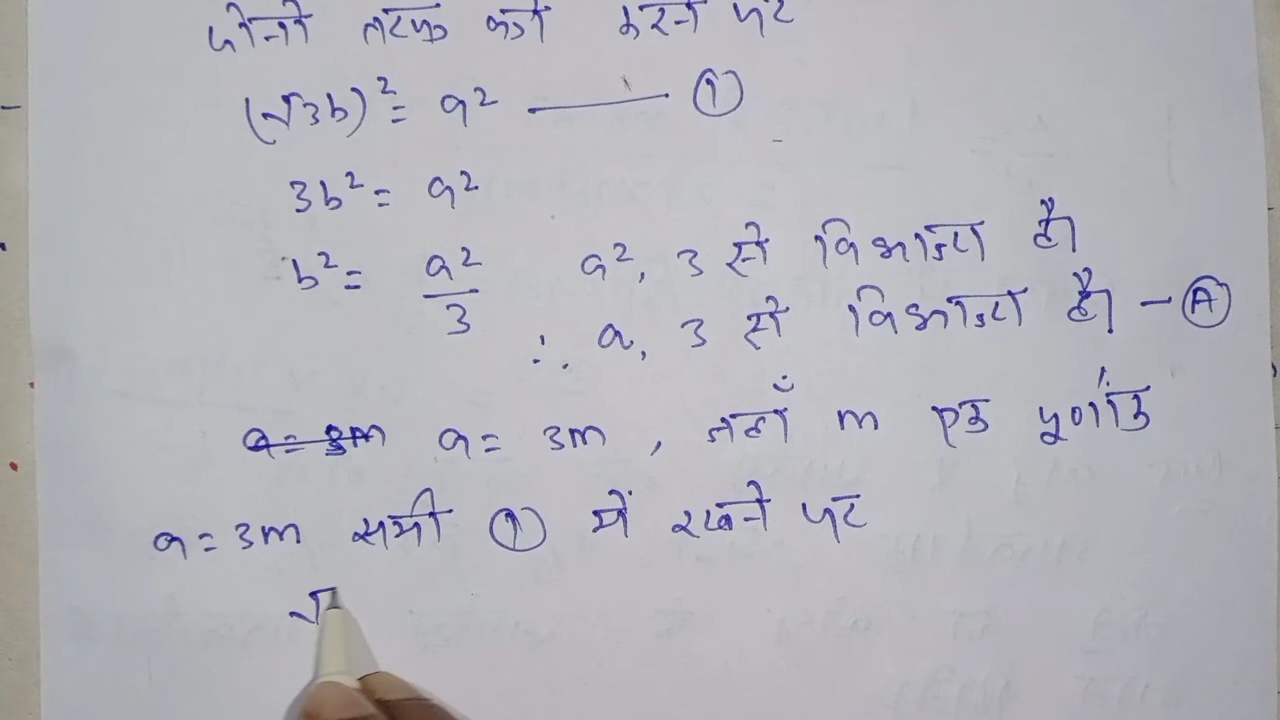 दोनो तरफ वर्ग करने पर
(√3b)² = a² —— ①
3b² = a²
b² = a²/3 a², 3 से विभाज्य है।
∴ a, 3 से विभाज्य है। - Ⓐ
a = 3m a = 3m , जहाँ m एक पूर्णांक
a = 3m समी ① में रखने पर
√